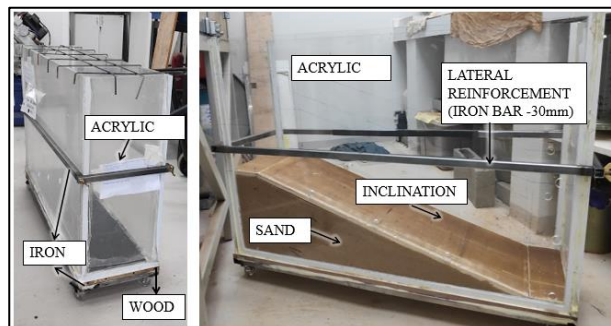 ACRYLIC
IRON
WOOD
ACRYLIC
LATERAL
REINFORCEMENT
(IRON BAR -30mm)
INCLINATION
SAND